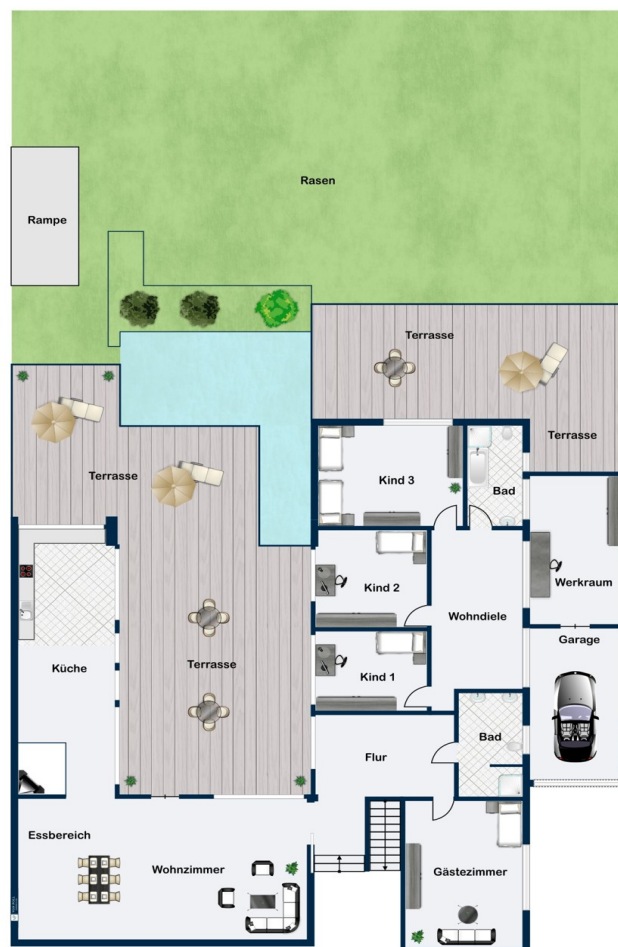 Rasen
Rampe
Terrasse
Terrasse
Terrasse
Kind 3
Bad
Kind 2
Werkraum
Wohndiele
Garage
Küche
Terrasse
Kind 1
Bad
Flur
Essbereich
Wohnzimmer
Gästezimmer